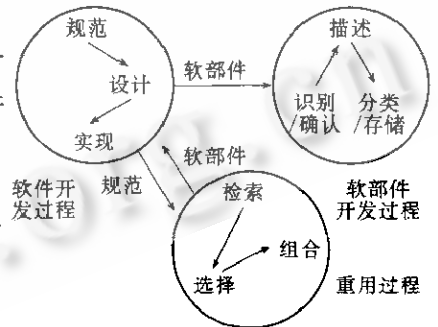 规范
设计
实现
软件开
发过程
软部件
描述
识别
/确认
分类
/存储
软部件
开发过程
规范
软部件
检索
选择
组合
重用过程